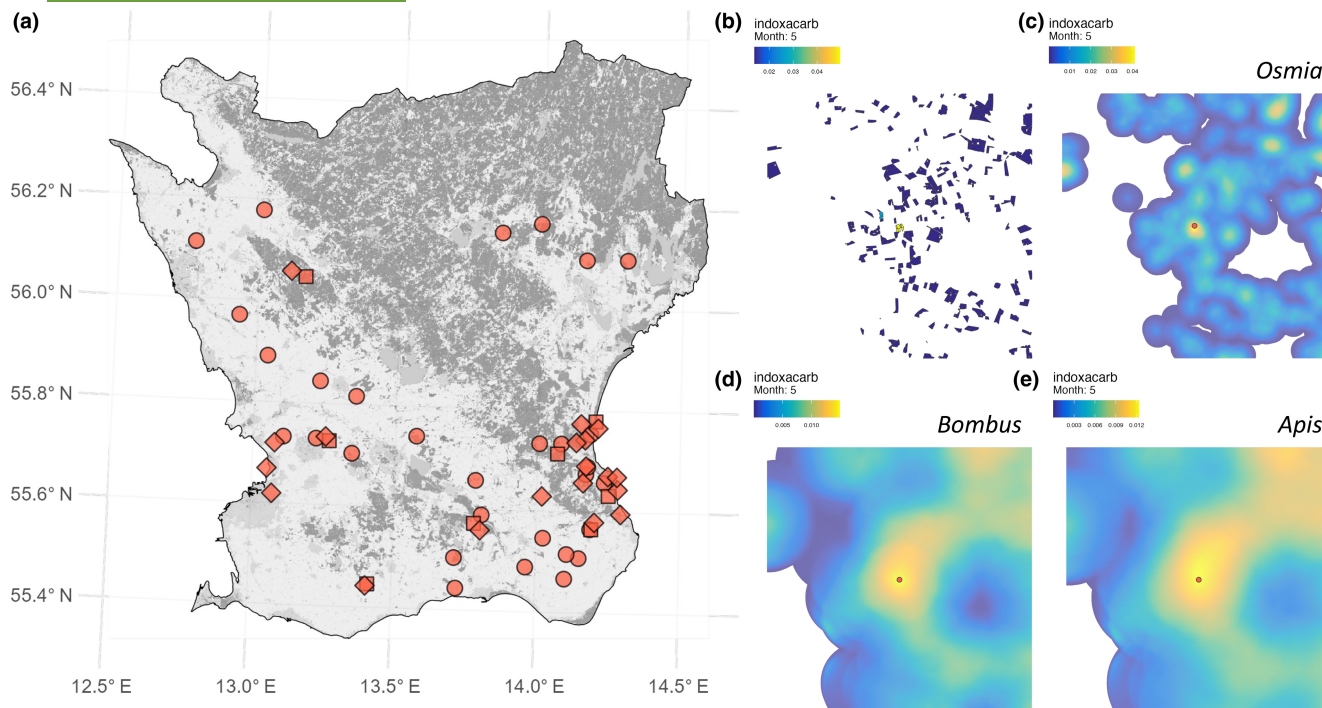 (a)
56.4° N
56.2° N
56.0° N
55.8° N
55.6° N
55.4° N
12.5° E
13.0° E
13.5° E
14.0° E
14.5° E
(b)
indoxacarb
Month: 5
0.02
0.03
0.04
(c)
indoxacarb
Month: 5
0.01
0.02
0.03
0.04
Osmia
(d)
indoxacarb
Month: 5
0.005
0.010
Bombus
(e)
indoxacarb
Month: 5
0.003
0.006
0.009
0.012
Apis